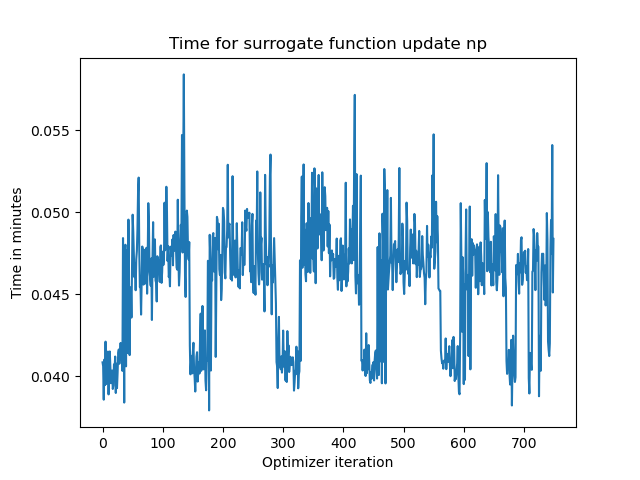 Time for surrogate function update np
0.055
0.050
0.045
0.040
Time in minutes
0 100 200 300 400 500 600 700
Optimizer iteration